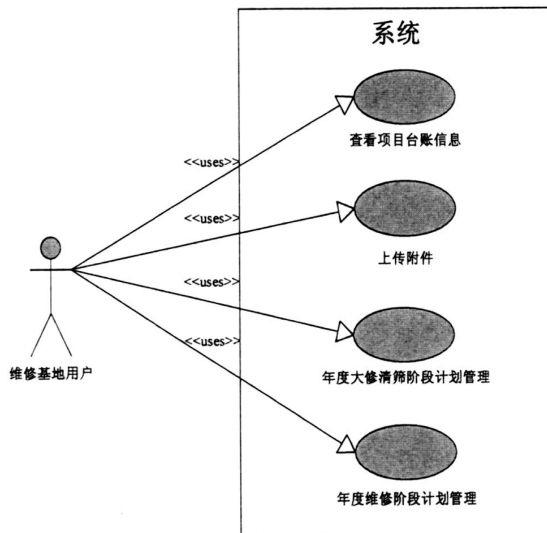 系统
查看项目台账信息
<<uses>>
<<uses>>
上传附件
<<uses>>
<<uses>>
维修基地用户
年度大修清筛阶段计划管理
年度维修阶段计划管理